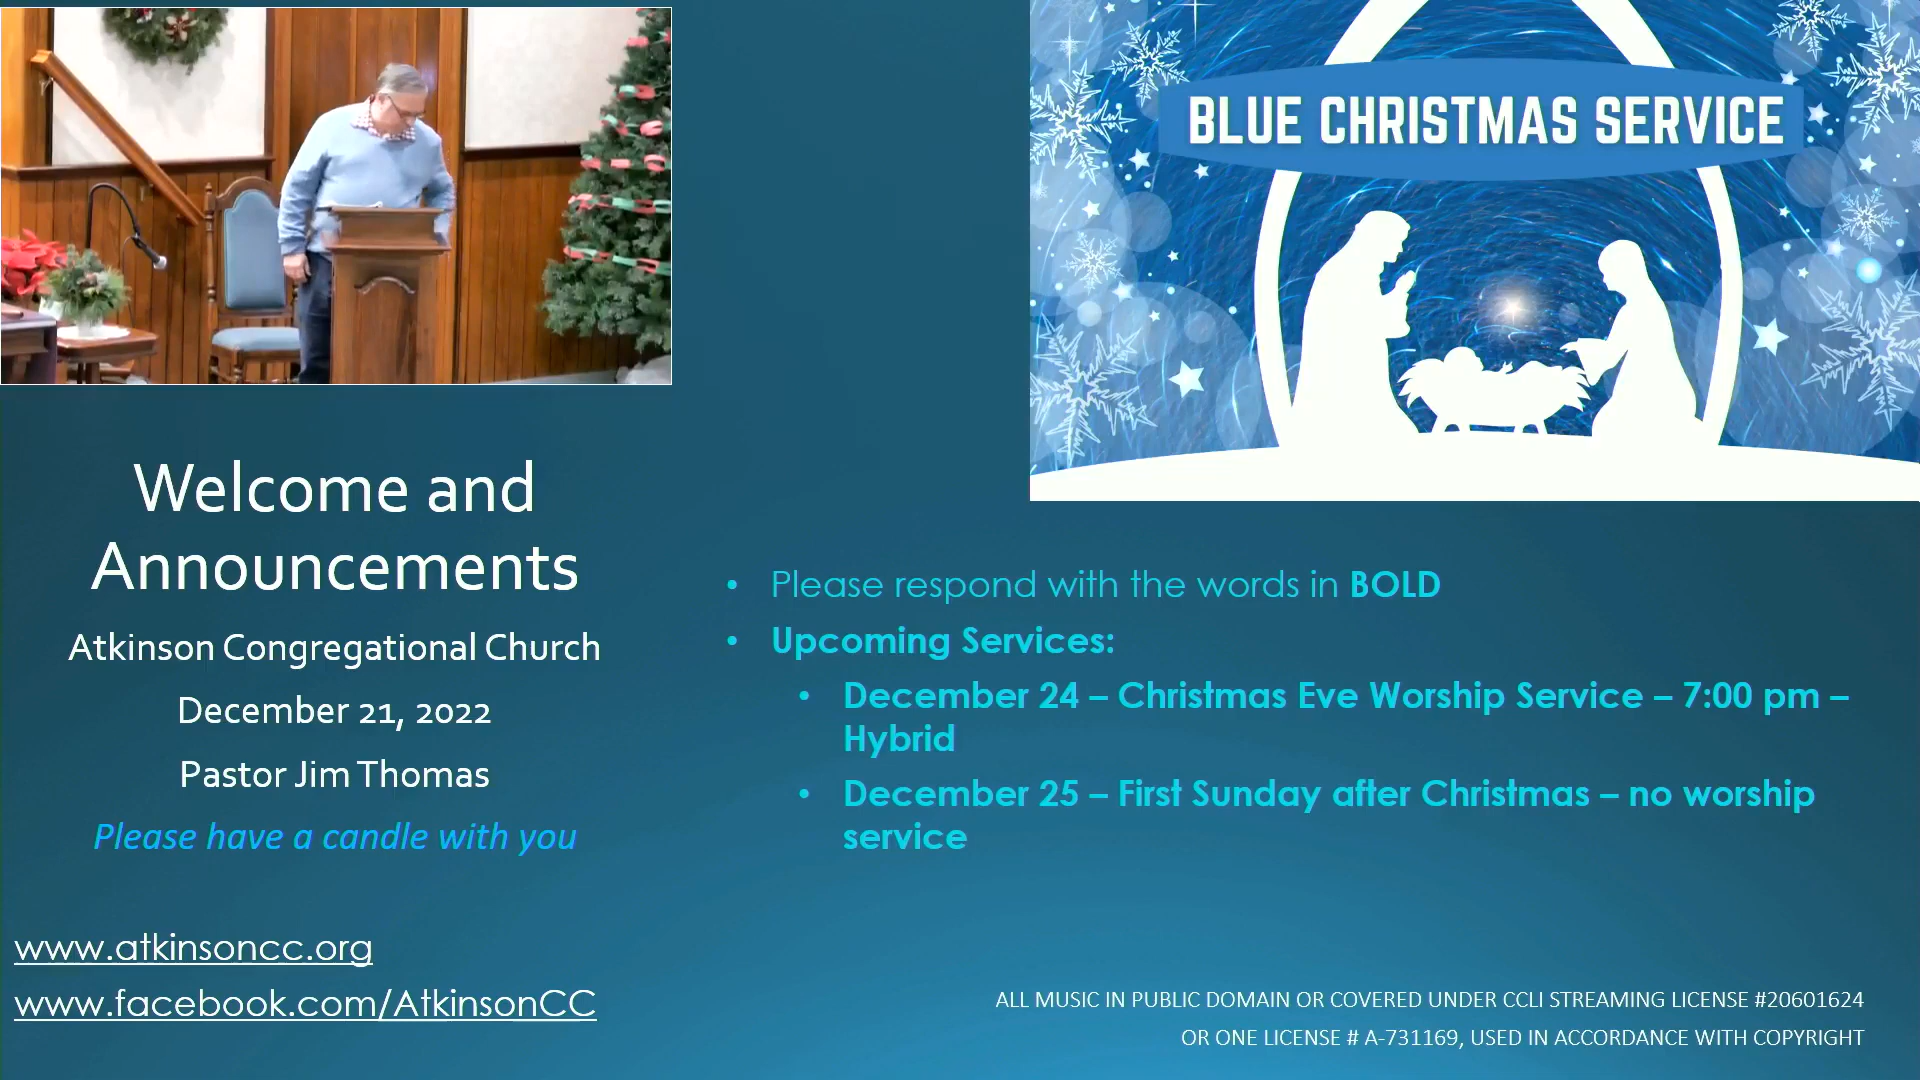 BLUE CHRISTMAS SERVICE
Welcome and
Announcements
Atkinson Congregational Church
December 21, 2022
Pastor Jim Thomas
Please have a candle with you
www.atkinsoncc.org
www.facebook.com/AtkinsonCC
• Please respond with the words in BOLD
• Upcoming Services:
• December 24 – Christmas Eve Worship Service – 7:00 pm –
Hybrid
• December 25 – First Sunday after Christmas – no worship
service
ALL MUSIC IN PUBLIC DOMAIN OR COVERED UNDER CCLI STREAMING LICENSE #20601624
OR ONE LICENSE # A-731169, USED IN ACCORDANCE WITH COPYRIGHT